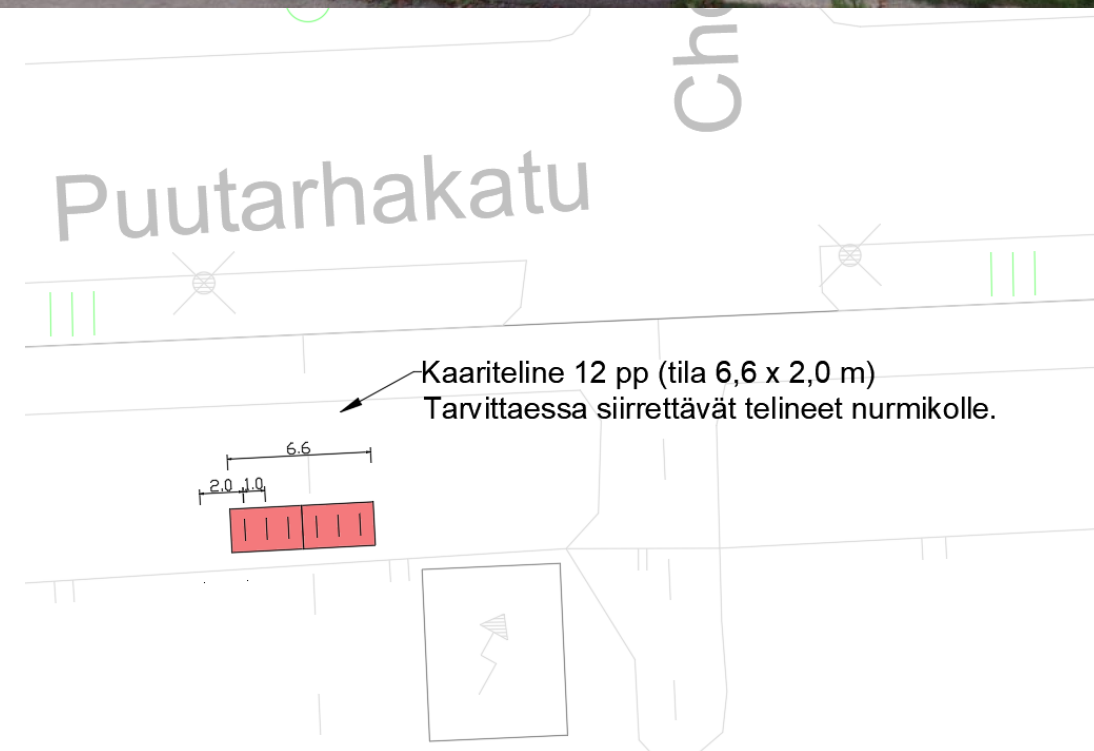 Cho
Puutarhakatu
Kaariteline 12 pp (tila 6,6 x 2,0 m)
Tarvittaessa siirrettävät telineet nurmikolle.
6.6
2.0 1.0